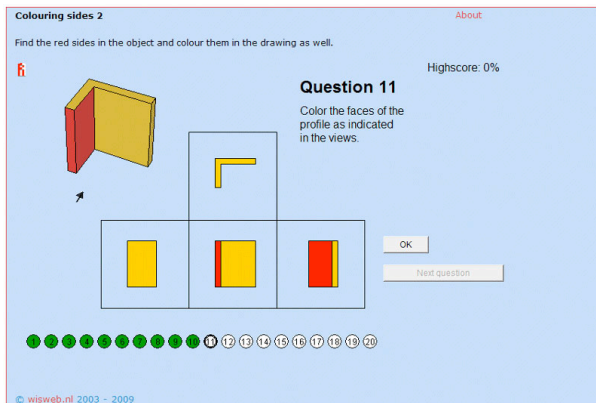 Colouring sides 2
About
Find the red sides in the object and colour them in the drawing as well.
Highscore: 0%
Question 11
Color the faces of the
profile as indicated
in the views.
OK
Next question
1 2 3 4 5 6 7 8 9 10 11 12 13 14 15 16 17 18 19 20
© wisweb.nl 2003 - 2009